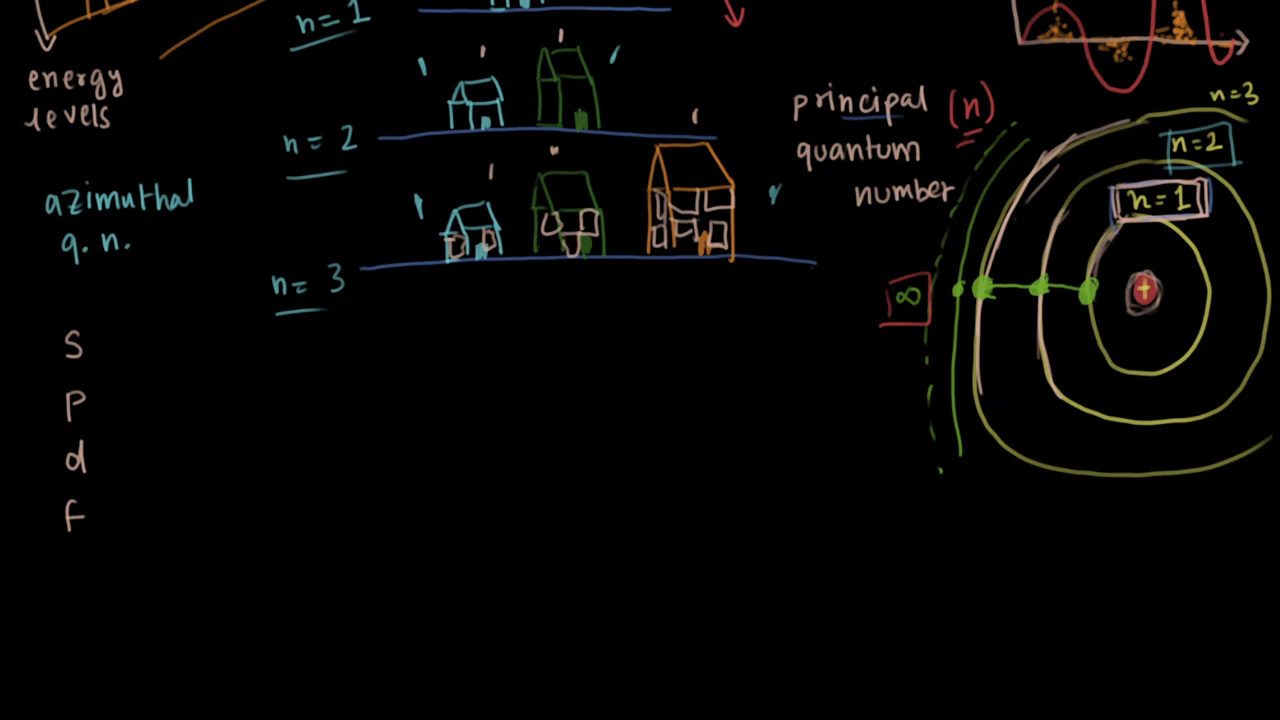 n = 1
energy
levels
n = 2
azimuthal
q. n.
n = 3
s
p
d
f
principal (n)
quantum
number
n=3
n=2
n=1
∞
+